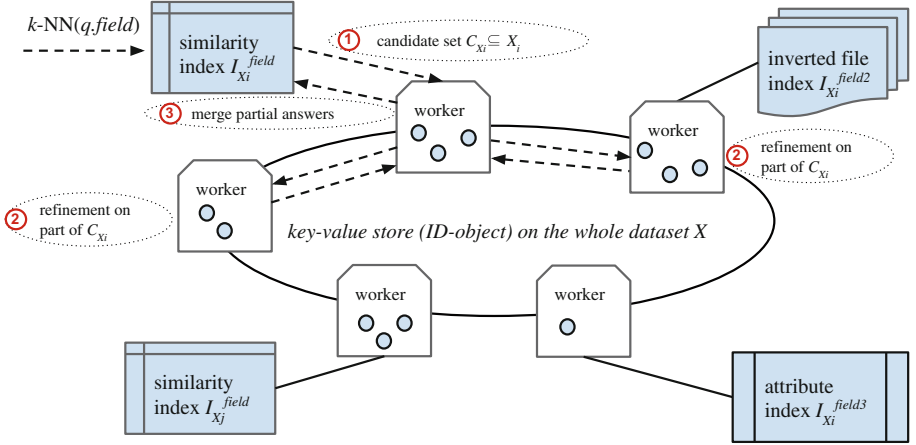 k-NN(q.field)
similarity
index I_Xi^field
1 candidate set C_Xi ⊆ X_i
3 merge partial answers
worker
worker
inverted file
index I_Xi^field2
2 refinement on
part of C_Xi
worker
2 refinement on
part of C_Xi
key-value store (ID-object) on the whole dataset X
worker
worker
similarity
index I_Xj^field
attribute
index I_Xi^field3